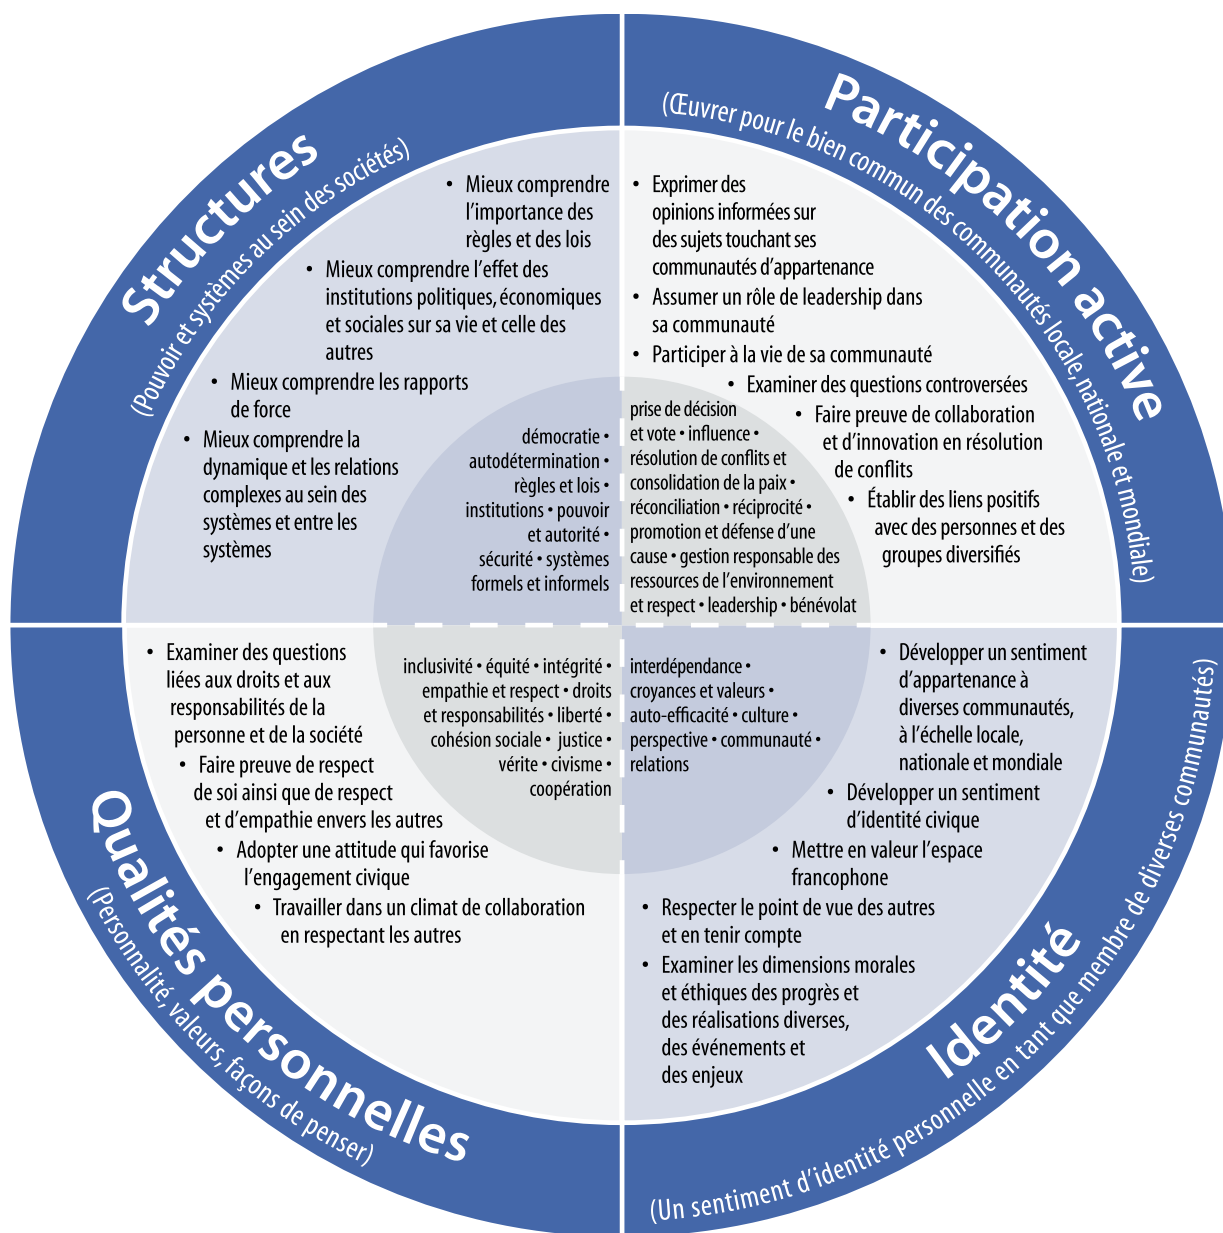 Structures
(Pouvoir et systèmes au sein des sociétés)
• Mieux comprendre
l’importance des
règles et des lois
• Mieux comprendre l’effet des
institutions politiques, économiques
et sociales sur sa vie et celle des
autres
• Mieux comprendre les rapports
de force
• Mieux comprendre la
dynamique et les relations
complexes au sein des
systèmes et entre les
systèmes
démocratie •
autodétermination •
règles et lois •
institutions • pouvoir
et autorité •
sécurité • systèmes
formels et informels
Participation active
(Œuvrer pour le bien commun des communautés locale, nationale et mondiale)
• Exprimer des
opinions informées sur
des sujets touchant ses
communautés d’appartenance
• Assumer un rôle de leadership dans
sa communauté
• Participer à la vie de sa communauté
• Examiner des questions controversées
• Faire preuve de collaboration
et d’innovation en résolution
de conflits
• Établir des liens positifs
avec des personnes et des
groupes diversifiés
prise de décision
et vote • influence •
résolution de conflits et
consolidation de la paix •
réconciliation • réciprocité •
promotion et défense d’une
cause • gestion responsable des
ressources de l’environnement
et respect • leadership • bénévolat
Qualités personnelles
(Personnalité, valeurs, façons de penser)
• Examiner des questions
liées aux droits et aux
responsabilités de la
personne et de la société
• Faire preuve de respect
de soi ainsi que de respect
et d’empathie envers les autres
• Adopter une attitude qui favorise
l’engagement civique
• Travailler dans un climat de collaboration
en respectant les autres
inclusivité • équité • intégrité •
empathie et respect • droits
et responsabilités • liberté •
cohésion sociale • justice •
vérite • civisme •
coopération
Identité
(Un sentiment d’identité personnelle en tant que membre de diverses communautés)
• Développer un sentiment
d’appartenance à
diverses communautés,
à l’échelle locale,
nationale et mondiale
• Développer un sentiment
d’identité civique
• Mettre en valeur l’espace
francophone
• Respecter le point de vue des autres
et en tenir compte
• Examiner les dimensions morales
et éthiques des progrès et
des réalisations diverses,
des événements et
des enjeux
interdépendance •
croyances et valeurs •
auto-efficacité • culture •
perspective • communauté •
relations